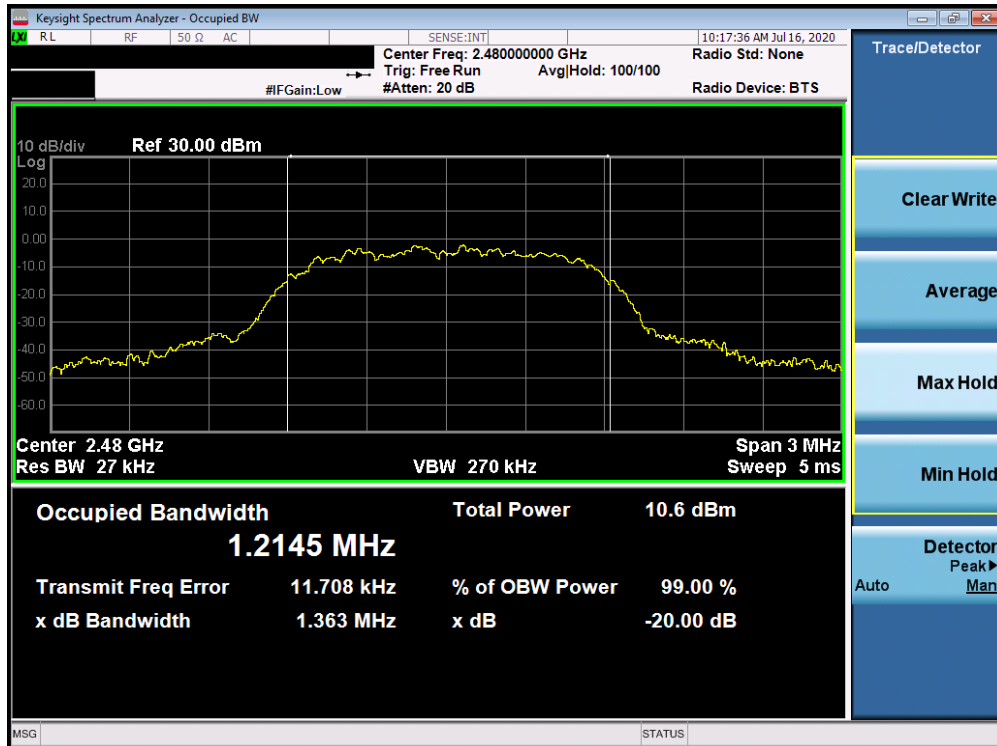 Keysight Spectrum Analyzer - Occupied BW
LXI RL RF 50 Ω AC SENSE:INT 10:17:36 AM Jul 16, 2020
Center Freq: 2.480000000 GHz Radio Std: None
Trig: Free Run Avg|Hold: 100/100
#IFGain:Low #Atten: 20 dB Radio Device: BTS
Trace/Detector
10 dB/div Ref 30.00 dBm
Log
20.0
10.0
0.00
-10.0
-20.0
-30.0
-40.0
-50.0
-60.0
Center 2.48 GHz Span 3 MHz
Res BW 27 kHz VBW 270 kHz Sweep 5 ms
Occupied Bandwidth Total Power 10.6 dBm
1.2145 MHz
Transmit Freq Error 11.708 kHz % of OBW Power 99.00 %
x dB Bandwidth 1.363 MHz x dB -20.00 dB
Clear Write
Average
Max Hold
Min Hold
Detector
Peak▶
Auto Man
MSG STATUS